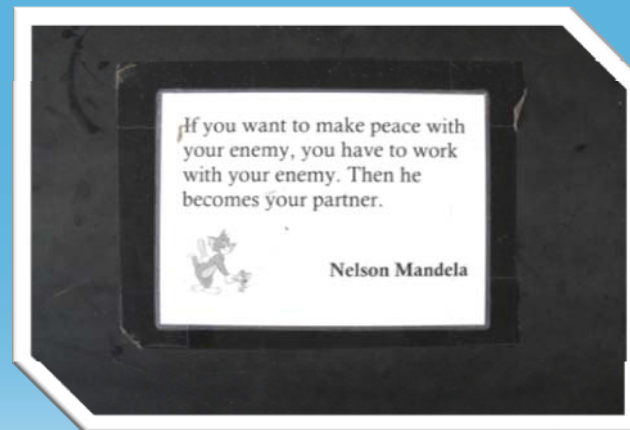 If you want to make peace with
your enemy, you have to work
with your enemy. Then he
becomes your partner.
Nelson Mandela